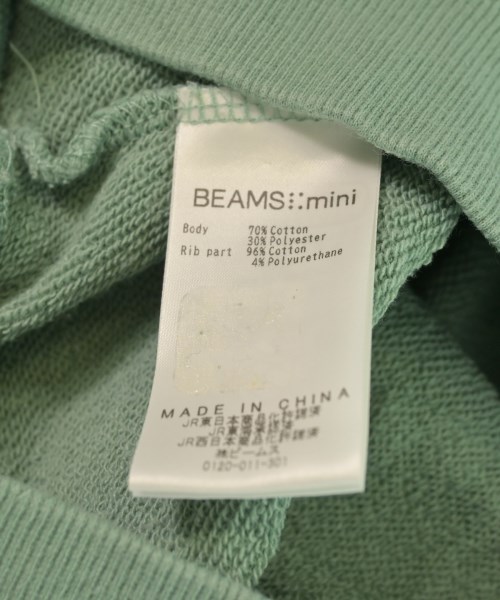 BEAMS mini
Body 70% Cotton
30% Polyester
Rib part 96% Cotton
4% Polyurethane
MADE IN CHINA
JR東日本商品化許諾済
JR東海承諾済
JR西日本商品化許諾済
㈱ビームス
0120-011-301